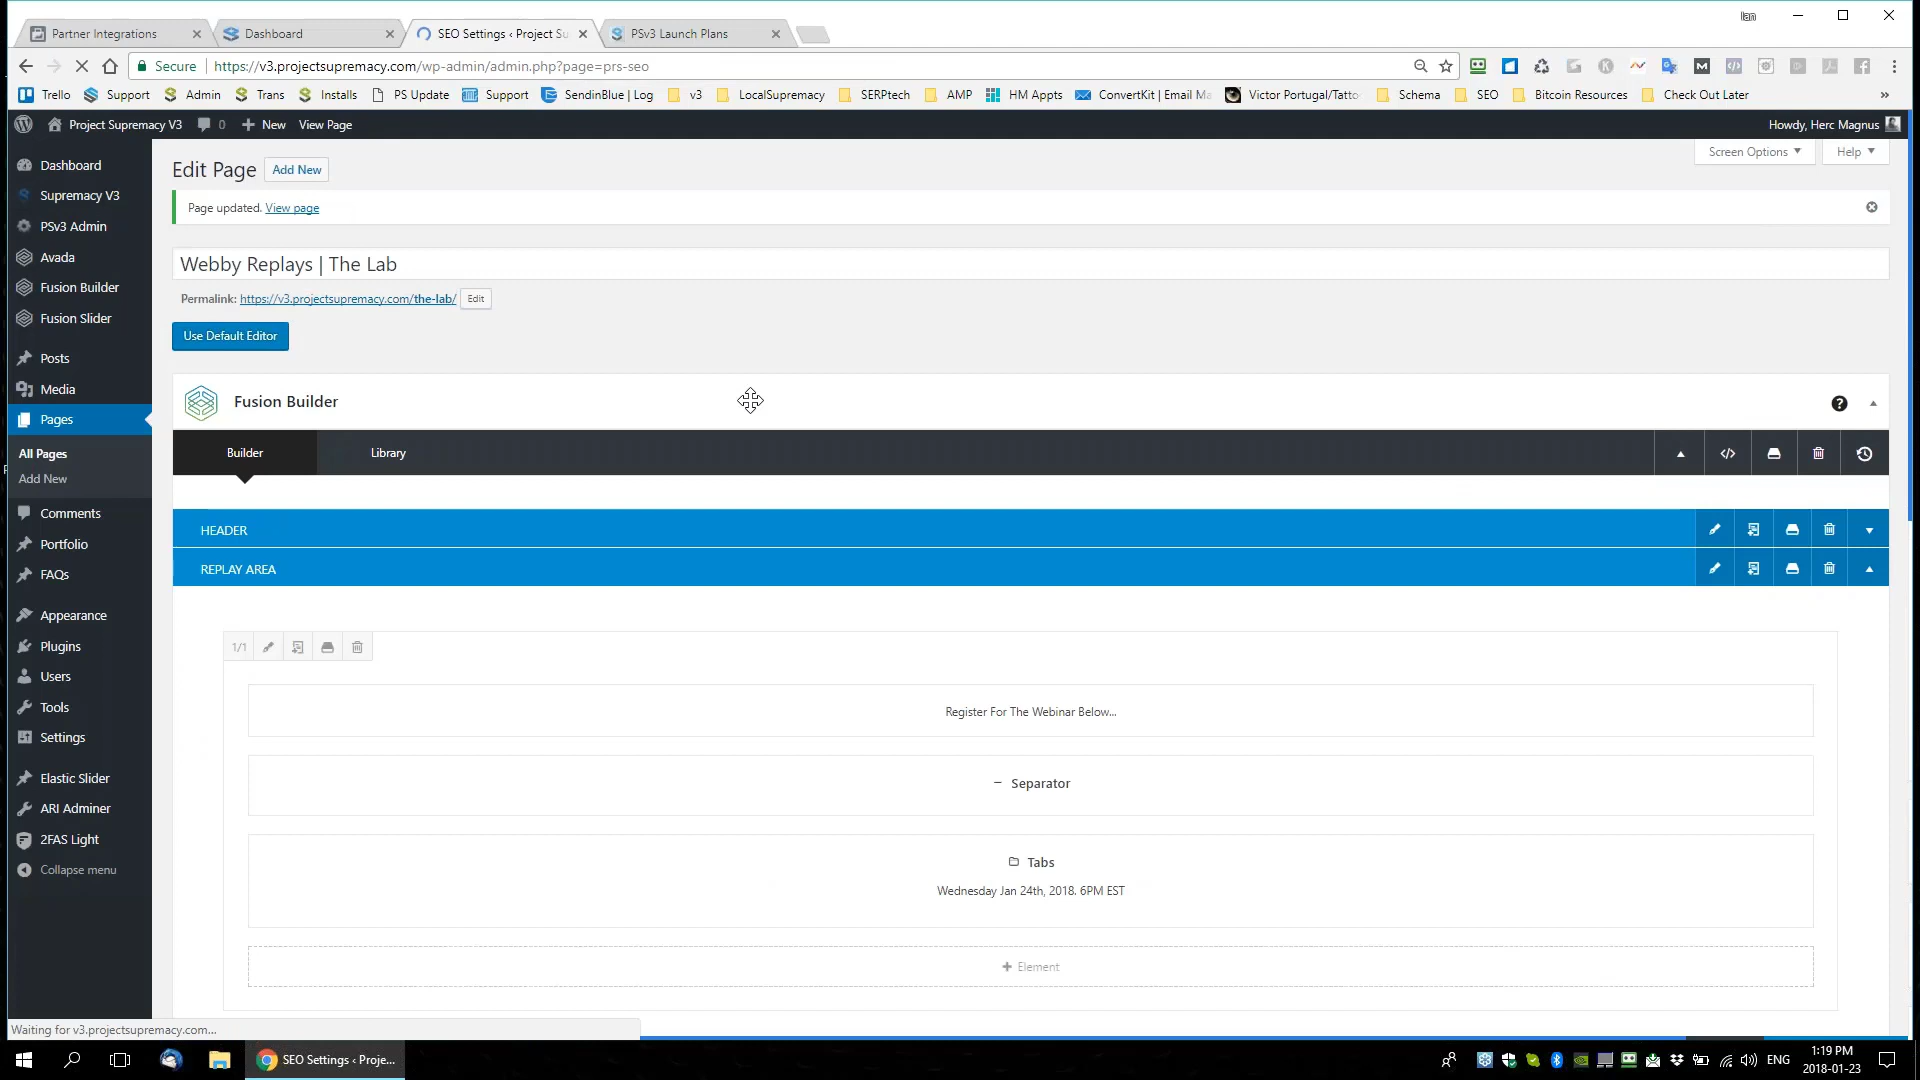 Ian
Partner Integrations
Dashboard
SEO Settings ‹ Project Su
PSv3 Launch Plans
Secure
https://v3.projectsupremacy.com/wp-admin/admin.php?page=prs-seo
Trello
Support
Admin
Trans
Installs
PS Update
Support
SendinBlue | Log
v3
LocalSupremacy
SERPtech
AMP
HM Appts
ConvertKit | Email Ma
Victor Portugal/Tatto
Schema
SEO
Bitcoin Resources
Check Out Later
»
Project Supremacy V3
0
New
View Page
Howdy, Herc Magnus
Dashboard
Supremacy V3
PSv3 Admin
Avada
Fusion Builder
Fusion Slider
Posts
Media
Pages
All Pages
Add New
Comments
Portfolio
FAQs
Appearance
Plugins
Users
Tools
Settings
Elastic Slider
ARI Adminer
2FAS Light
Collapse menu
Edit Page
Add New
Screen Options
Help
Page updated. View page
Webby Replays | The Lab
Permalink: https://v3.projectsupremacy.com/the-lab/
Edit
Use Default Editor
Fusion Builder
Builder
Library
HEADER
REPLAY AREA
1/1
Register For The Webinar Below...
Separator
Tabs
Wednesday Jan 24th, 2018. 6PM EST
+ Element
Waiting for v3.projectsupremacy.com...
SEO Settings ‹ Proje...
ENG
1:19 PM
2018-01-23